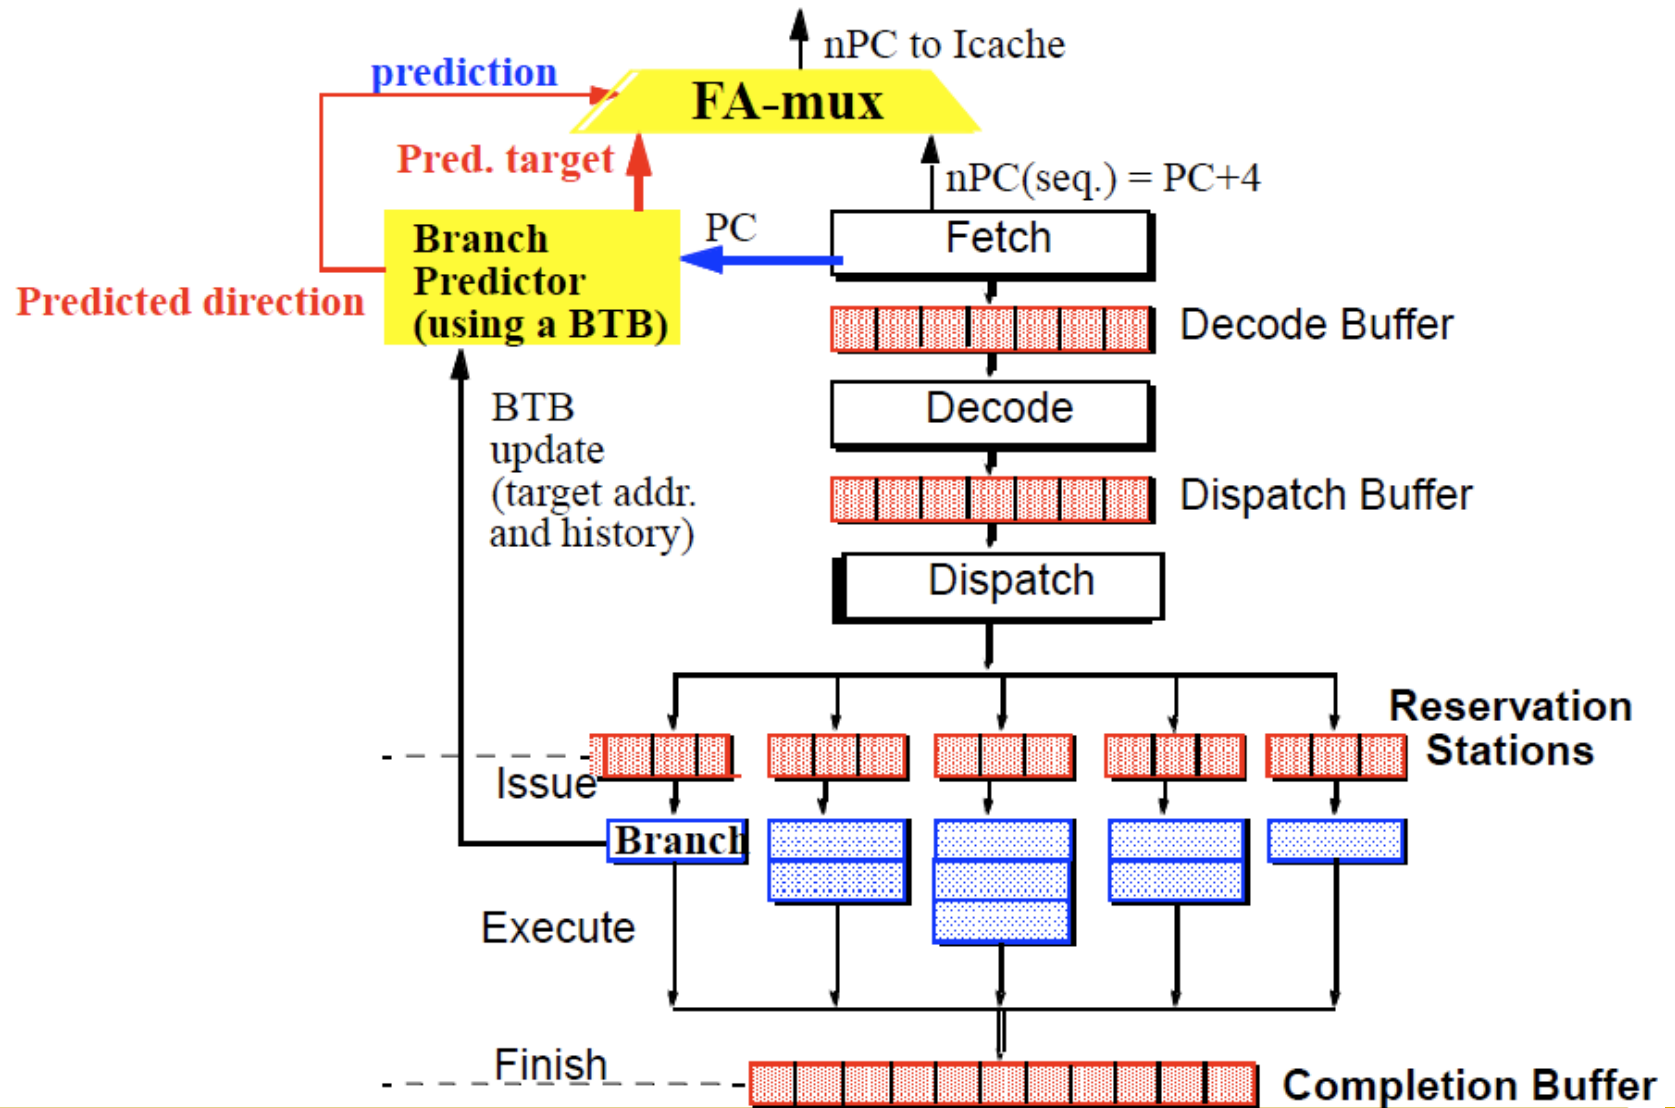 nPC to Icache
prediction
FA-mux
Pred. target
nPC(seq.) = PC+4
PC
Fetch
Branch
Predictor
(using a BTB)
Predicted direction
Decode Buffer
BTB
update
(target addr.
and history)
Decode
Dispatch Buffer
Dispatch
Reservation
Stations
Issue
Branch
Execute
Finish
Completion Buffer